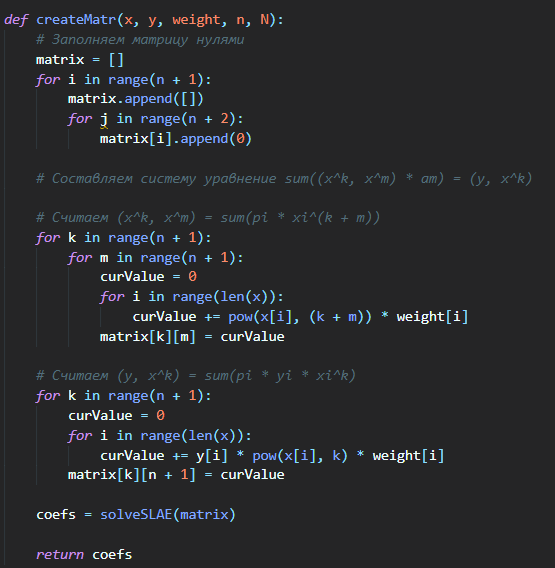 def createMatr(x, y, weight, n, N):
    # Заполняем матрицу нулями
    matrix = []
    for i in range(n + 1):
        matrix.append([])
        for j in range(n + 2):
            matrix[i].append(0)

    # Составляем систему уравнение sum((x^k, x^m) * am) = (y, x^k)

    # Считаем (x^k, x^m) = sum(pi * xi^(k + m))
    for k in range(n + 1):
        for m in range(n + 1):
            curValue = 0
            for i in range(len(x)):
                curValue += pow(x[i], (k + m)) * weight[i]
            matrix[k][m] = curValue

    # Считаем (y, x^k) = sum(pi * yi * xi^k)
    for k in range(n + 1):
        curValue = 0
        for i in range(len(x)):
            curValue += y[i] * pow(x[i], k) * weight[i]
        matrix[k][n + 1] = curValue

    coefs = solveSLAE(matrix)

    return coefs